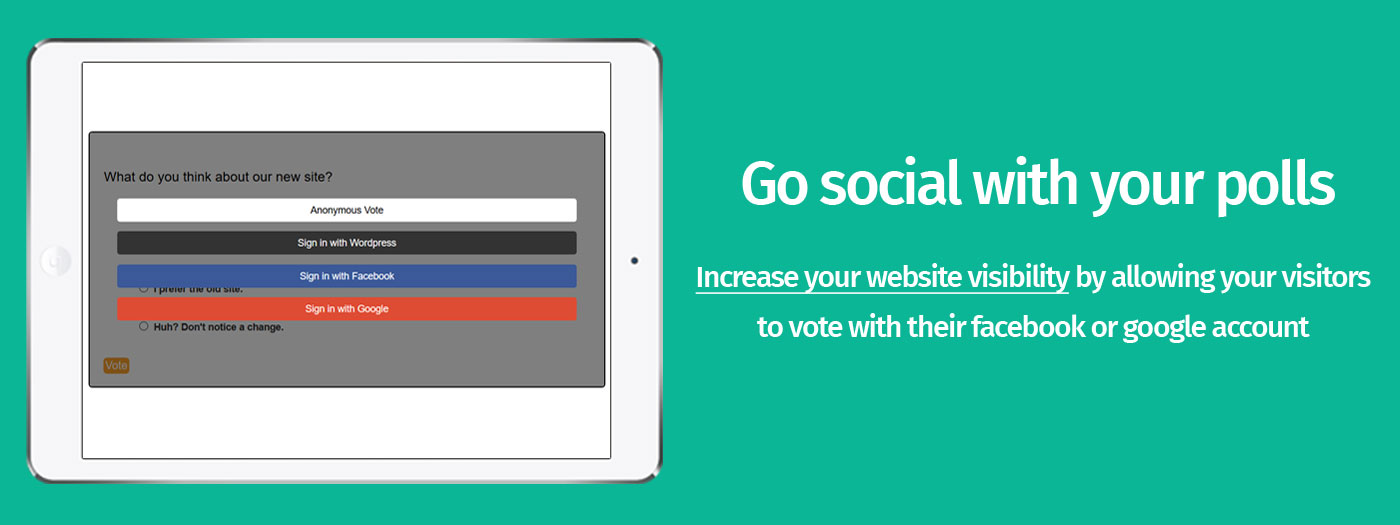 What do you think about our new site?
Anonymous Vote
Sign in with Wordpress
Sign in with Facebook
I prefer the old site.
Sign in with Google
Huh? Don't notice a change.
Vote
Go social with your polls
Increase your website visibility by allowing your visitors
to vote with their facebook or google account